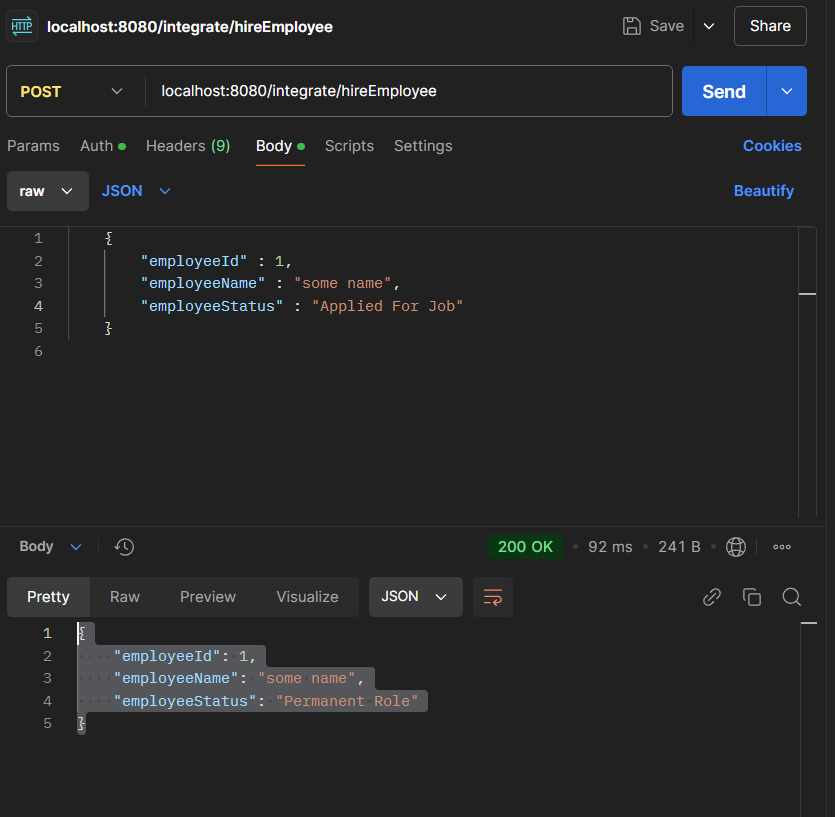 HTTP localhost:8080/integrate/hireEmployee Save Share
POST localhost:8080/integrate/hireEmployee Send
Params Auth Headers (9) Body Scripts Settings Cookies
raw JSON Beautify
1 {
2 "employeeId" : 1,
3 "employeeName" : "some name",
4 "employeeStatus" : "Applied For Job"
5 }
6
Body 200 OK 92 ms 241 B
Pretty Raw Preview Visualize JSON
1 {
2 "employeeId": 1,
3 "employeeName": "some name",
4 "employeeStatus": "Permanent Role"
5 }